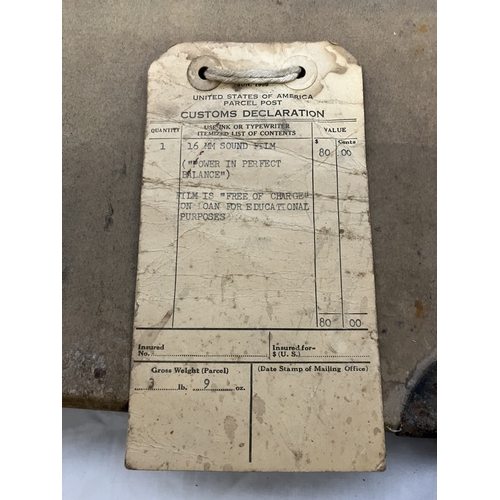 UNITED STATES OF AMERICA
PARCEL POST
CUSTOMS DECLARATION
QUANTITY
USE INK OR TYPEWRITER
ITEMIZED LIST OF CONTENTS
VALUE
$ Cents
1 16 MM SOUND FILM 80 00
("POWER IN PERFECT
BALANCE")
FILM IS "FREE OF CHARGE"
ON LOAN FOR EDUCATIONAL
PURPOSES
80 00
Insured
No.
Insured for—
$ (U. S.)
Gross Weight (Parcel)
lb. 9 oz.
(Date Stamp of Mailing Office)